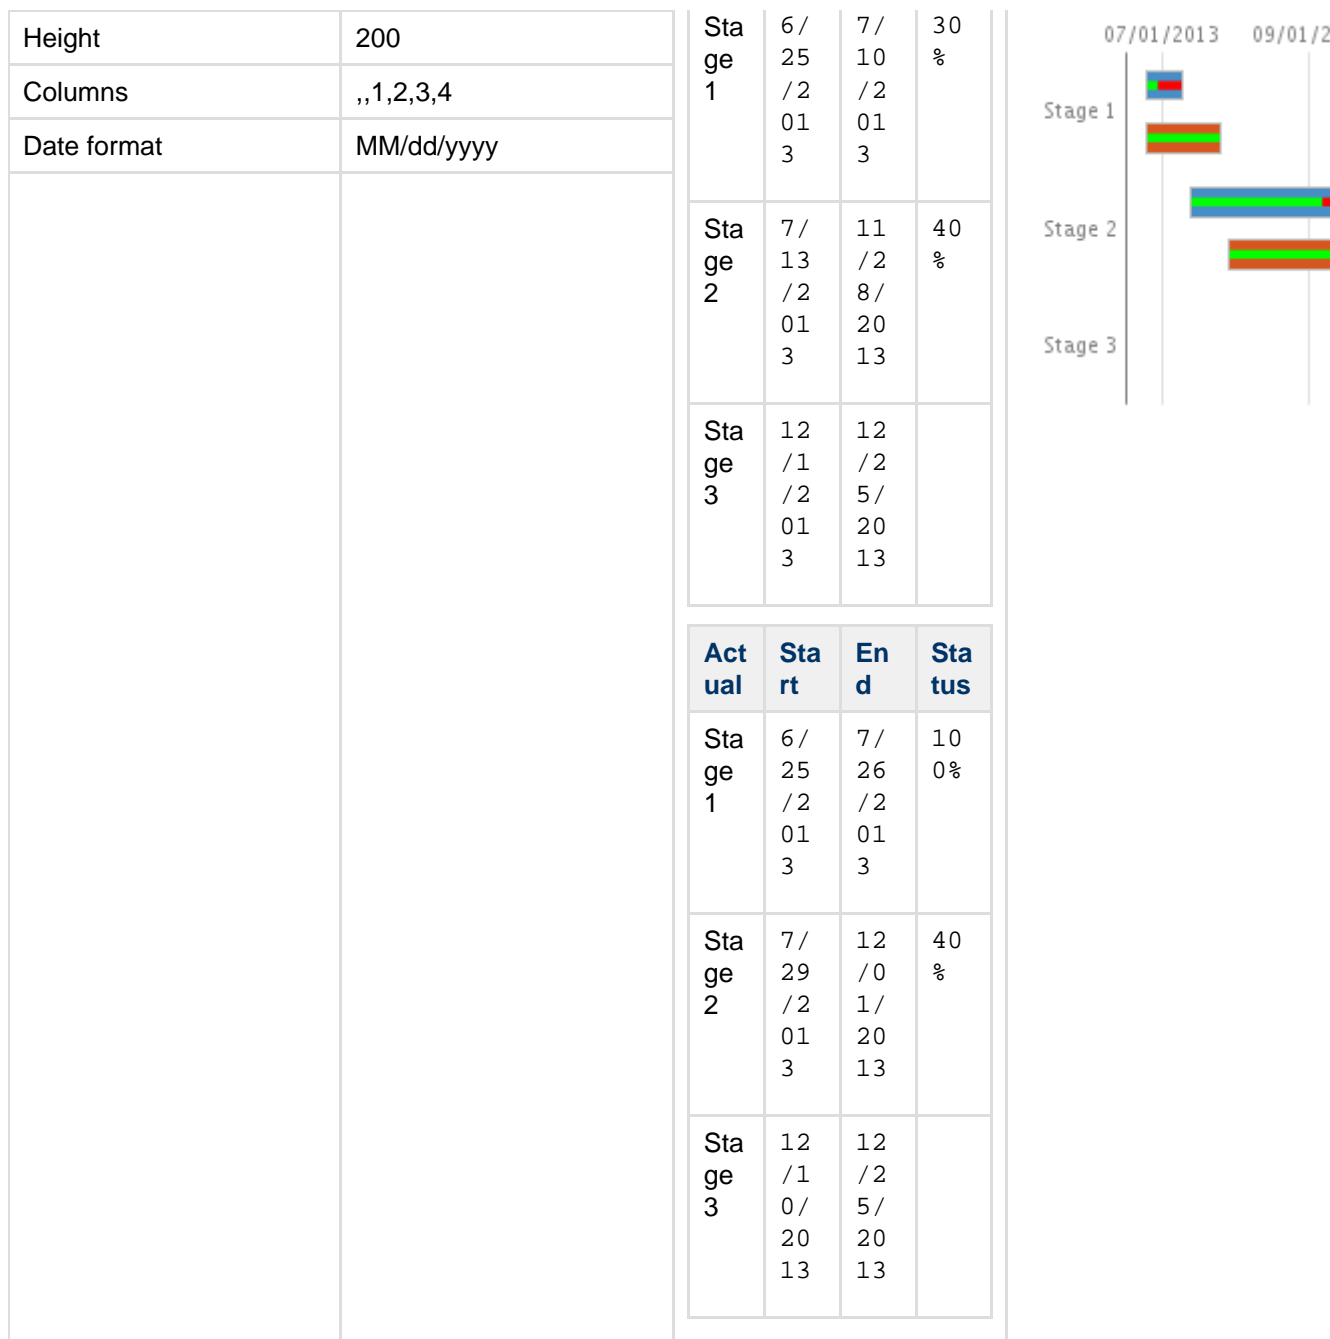 Height
200
Columns
,,1,2,3,4
Date format
MM/dd/yyyy
Sta
ge
1
6/
25
/2
01
3
7/
10
/2
01
3
30
%
Sta
ge
2
7/
13
/2
01
3
11
/2
8/
20
13
40
%
Sta
ge
3
12
/1
/2
01
3
12
/2
5/
20
13
Act
ual
Sta
rt
En
d
Sta
tus
Sta
ge
1
6/
25
/2
01
3
7/
26
/2
01
3
10
0%
Sta
ge
2
7/
29
/2
01
3
12
/0
1/
20
13
40
%
Sta
ge
3
12
/1
0/
20
13
12
/2
5/
20
13
07/01/2013
09/01/2
Stage 1
Stage 2
Stage 3